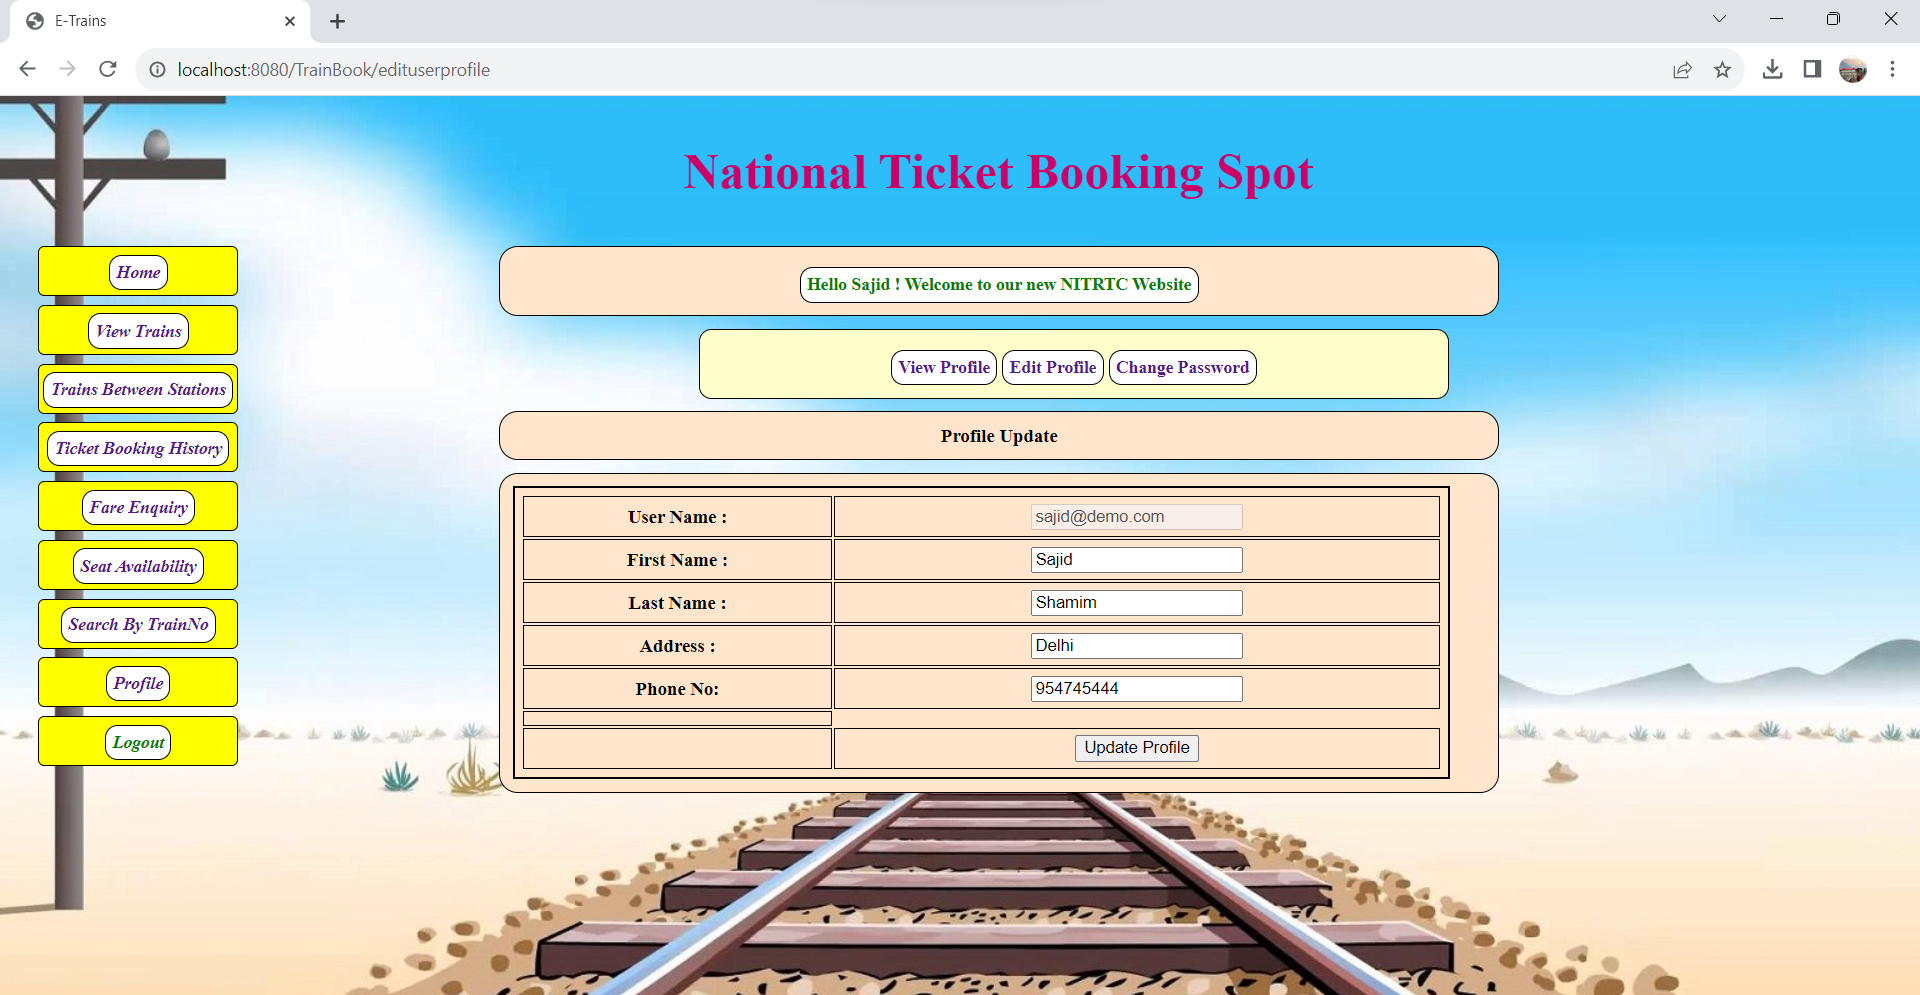 E-Trains
localhost:8080/TrainBook/edituserprofile
National Ticket Booking Spot
Home
View Trains
Trains Between Stations
Ticket Booking History
Fare Enquiry
Seat Availability
Search By TrainNo
Profile
Logout
Hello Sajid ! Welcome to our new NITRTC Website
View Profile Edit Profile Change Password
Profile Update
User Name : sajid@demo.com
First Name : Sajid
Last Name : Shamim
Address : Delhi
Phone No: 954745444
Update Profile